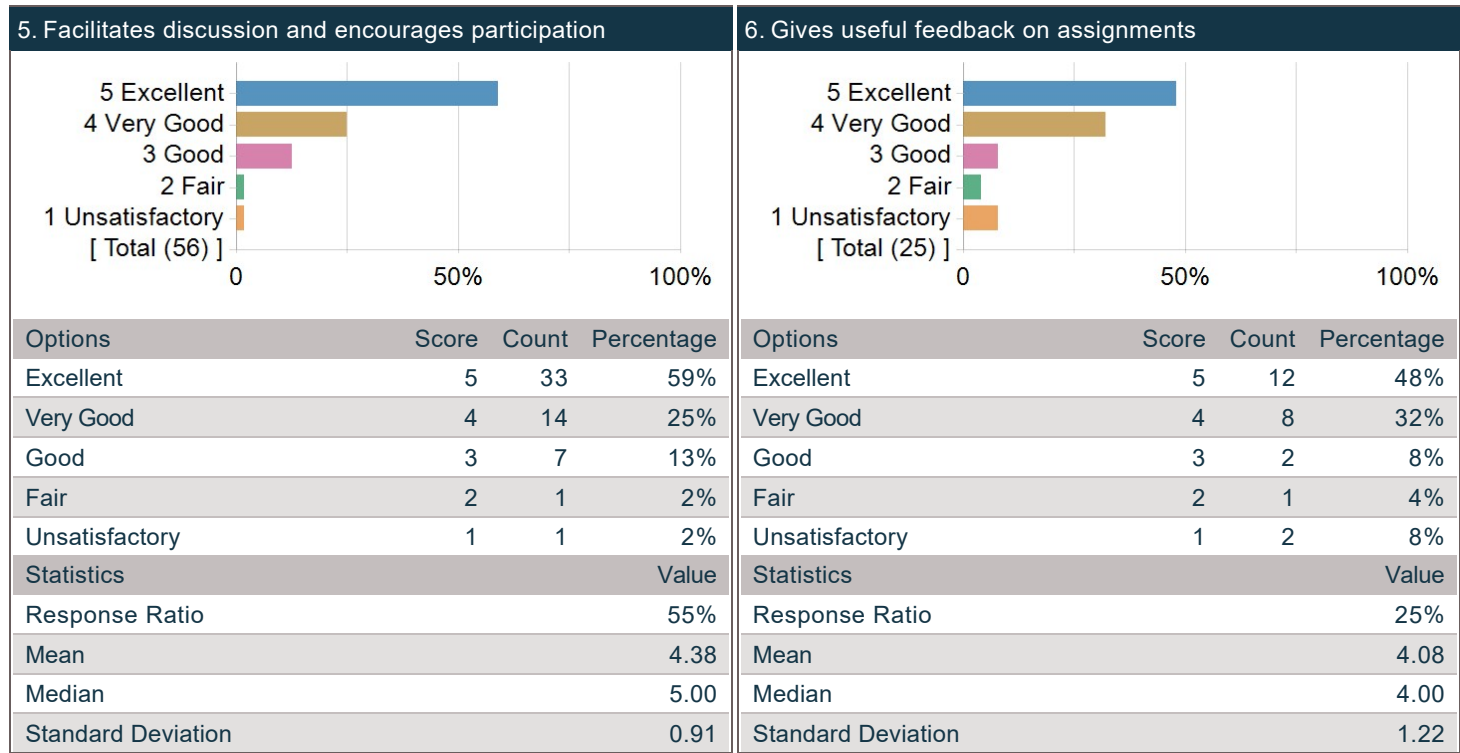 5. Facilitates discussion and encourages participation
5 Excellent
4 Very Good
3 Good
2 Fair
1 Unsatisfactory
[ Total (56) ]
0 50% 100%
Options Score Count Percentage
Excellent 5 33 59%
Very Good 4 14 25%
Good 3 7 13%
Fair 2 1 2%
Unsatisfactory 1 1 2%
Statistics Value
Response Ratio 55%
Mean 4.38
Median 5.00
Standard Deviation 0.91
6. Gives useful feedback on assignments
5 Excellent
4 Very Good
3 Good
2 Fair
1 Unsatisfactory
[ Total (25) ]
0 50% 100%
Options Score Count Percentage
Excellent 5 12 48%
Very Good 4 8 32%
Good 3 2 8%
Fair 2 1 4%
Unsatisfactory 1 2 8%
Statistics Value
Response Ratio 25%
Mean 4.08
Median 4.00
Standard Deviation 1.22